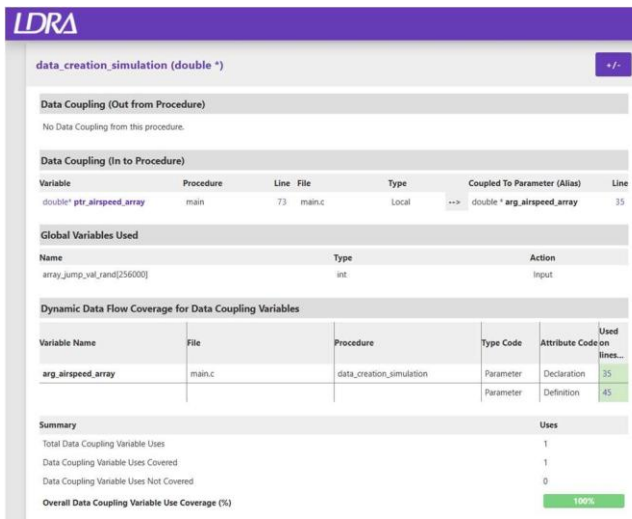 LDRA
data_creation_simulation (double *)
+/-
Data Coupling (Out from Procedure)
No Data Coupling from this procedure.
Data Coupling (In to Procedure)
Variable Procedure Line File Type Coupled To Parameter (Alias) Line
double* ptr_airspeed_array main 73 main.c Local --> double * arg_airspeed_array 35
Global Variables Used
Name Type Action
array_jump_val_rand[256000] int Input
Dynamic Data Flow Coverage for Data Coupling Variables
Variable Name File Procedure Type Code Attribute Code Used on lines...
arg_airspeed_array main.c data_creation_simulation Parameter Declaration 35
Parameter Definition 45
Summary Uses
Total Data Coupling Variable Uses 1
Data Coupling Variable Uses Covered 1
Data Coupling Variable Uses Not Covered 0
Overall Data Coupling Variable Use Coverage (%) 100%